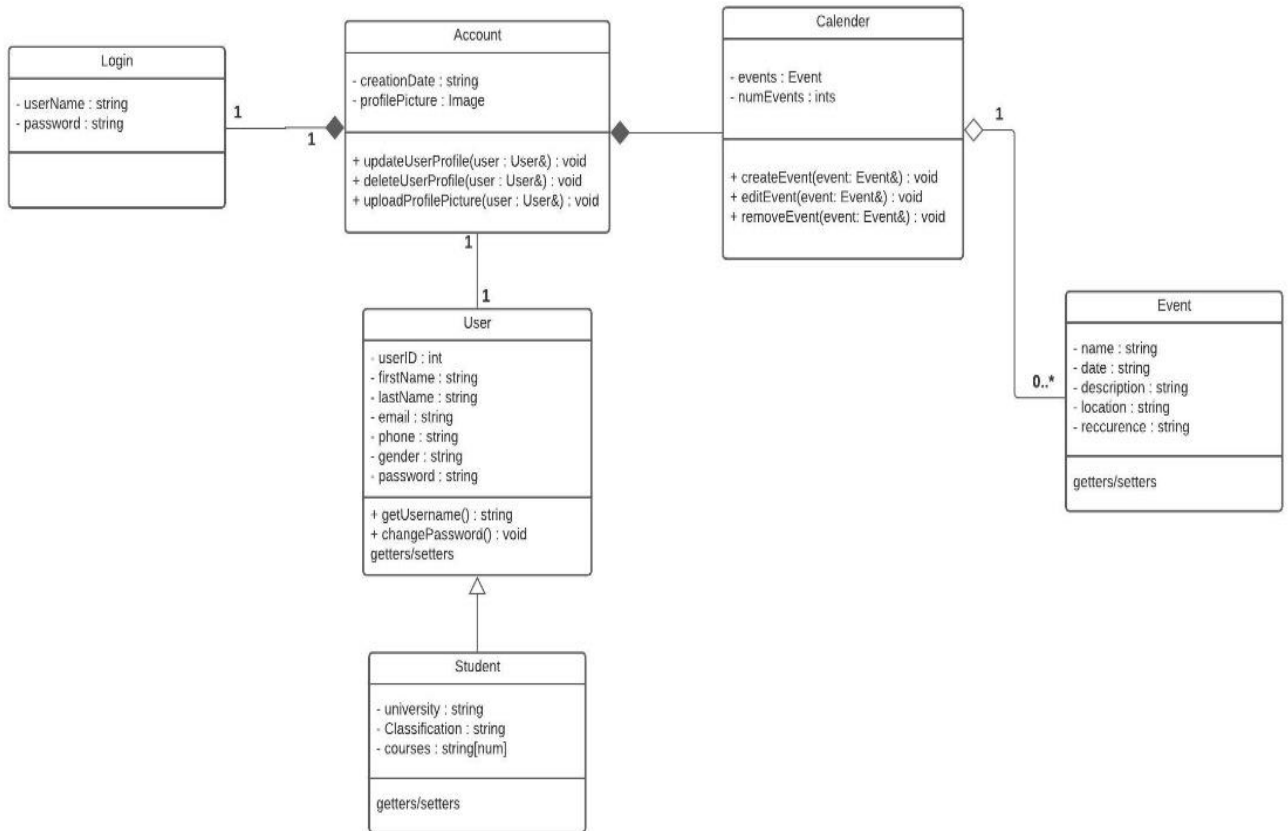 Login
- userName : string
- password : string
1
1
Account
- creationDate : string
- profilePicture : Image
+ updateUserProfile(user : User&) : void
+ deleteUserProfile(user : User&) : void
+ uploadProfilePicture(user : User&) : void
1
1
Calender
- events : Event
- numEvents : ints
+ createEvent(event: Event&) : void
+ editEvent(event: Event&) : void
+ removeEvent(event: Event&) : void
1
0..*
Event
- name : string
- date : string
- description : string
- location : string
- reccurence : string
getters/setters
User
- userID : int
- firstName : string
- lastName : string
- email : string
- phone : string
- gender : string
- password : string
+ getUsername() : string
+ changePassword() : void
getters/setters
Student
- university : string
- Classification : string
- courses : string[num]
getters/setters